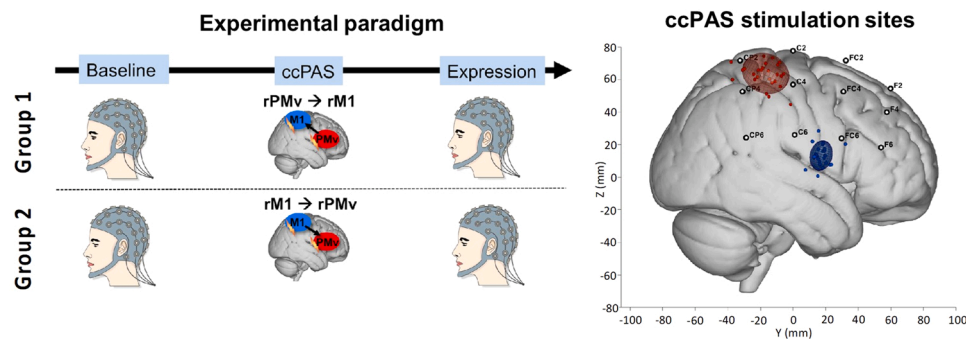 Experimental paradigm
Baseline
ccPAS
Expression
Group 1
rPMv → rM1
M1
PMv
Group 2
rM1 → rPMv
M1
PMv
ccPAS stimulation sites
80
60
40
20
0
-20
-40
-60
-80
Z (mm)
C2
CP2
FC2
C4
CP4
FC4
F2
F4
C6
CP6
FC6
F6
-100 -80 -60 -40 -20 0 20 40 60 80 100
Y (mm)